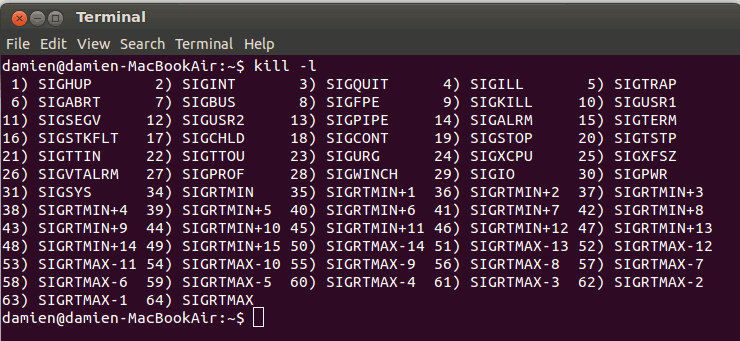 Terminal
File Edit View Search Terminal Help
damien@damien-MacBookAir:~$ kill -l
 1) SIGHUP       2) SIGINT       3) SIGQUIT      4) SIGILL       5) SIGTRAP
 6) SIGABRT      7) SIGBUS       8) SIGFPE       9) SIGKILL     10) SIGUSR1
11) SIGSEGV     12) SIGUSR2     13) SIGPIPE     14) SIGALRM     15) SIGTERM
16) SIGSTKFLT   17) SIGCHLD     18) SIGCONT     19) SIGSTOP     20) SIGTSTP
21) SIGTTIN     22) SIGTTOU     23) SIGURG      24) SIGXCPU     25) SIGXFSZ
26) SIGVTALRM   27) SIGPROF     28) SIGWINCH    29) SIGIO       30) SIGPWR
31) SIGSYS      34) SIGRTMIN    35) SIGRTMIN+1  36) SIGRTMIN+2  37) SIGRTMIN+3
38) SIGRTMIN+4  39) SIGRTMIN+5  40) SIGRTMIN+6  41) SIGRTMIN+7  42) SIGRTMIN+8
43) SIGRTMIN+9  44) SIGRTMIN+10 45) SIGRTMIN+11 46) SIGRTMIN+12 47) SIGRTMIN+13
48) SIGRTMIN+14 49) SIGRTMIN+15 50) SIGRTMAX-14 51) SIGRTMAX-13 52) SIGRTMAX-12
53) SIGRTMAX-11 54) SIGRTMAX-10 55) SIGRTMAX-9  56) SIGRTMAX-8  57) SIGRTMAX-7
58) SIGRTMAX-6  59) SIGRTMAX-5  60) SIGRTMAX-4  61) SIGRTMAX-3  62) SIGRTMAX-2
63) SIGRTMAX-1  64) SIGRTMAX
damien@damien-MacBookAir:~$